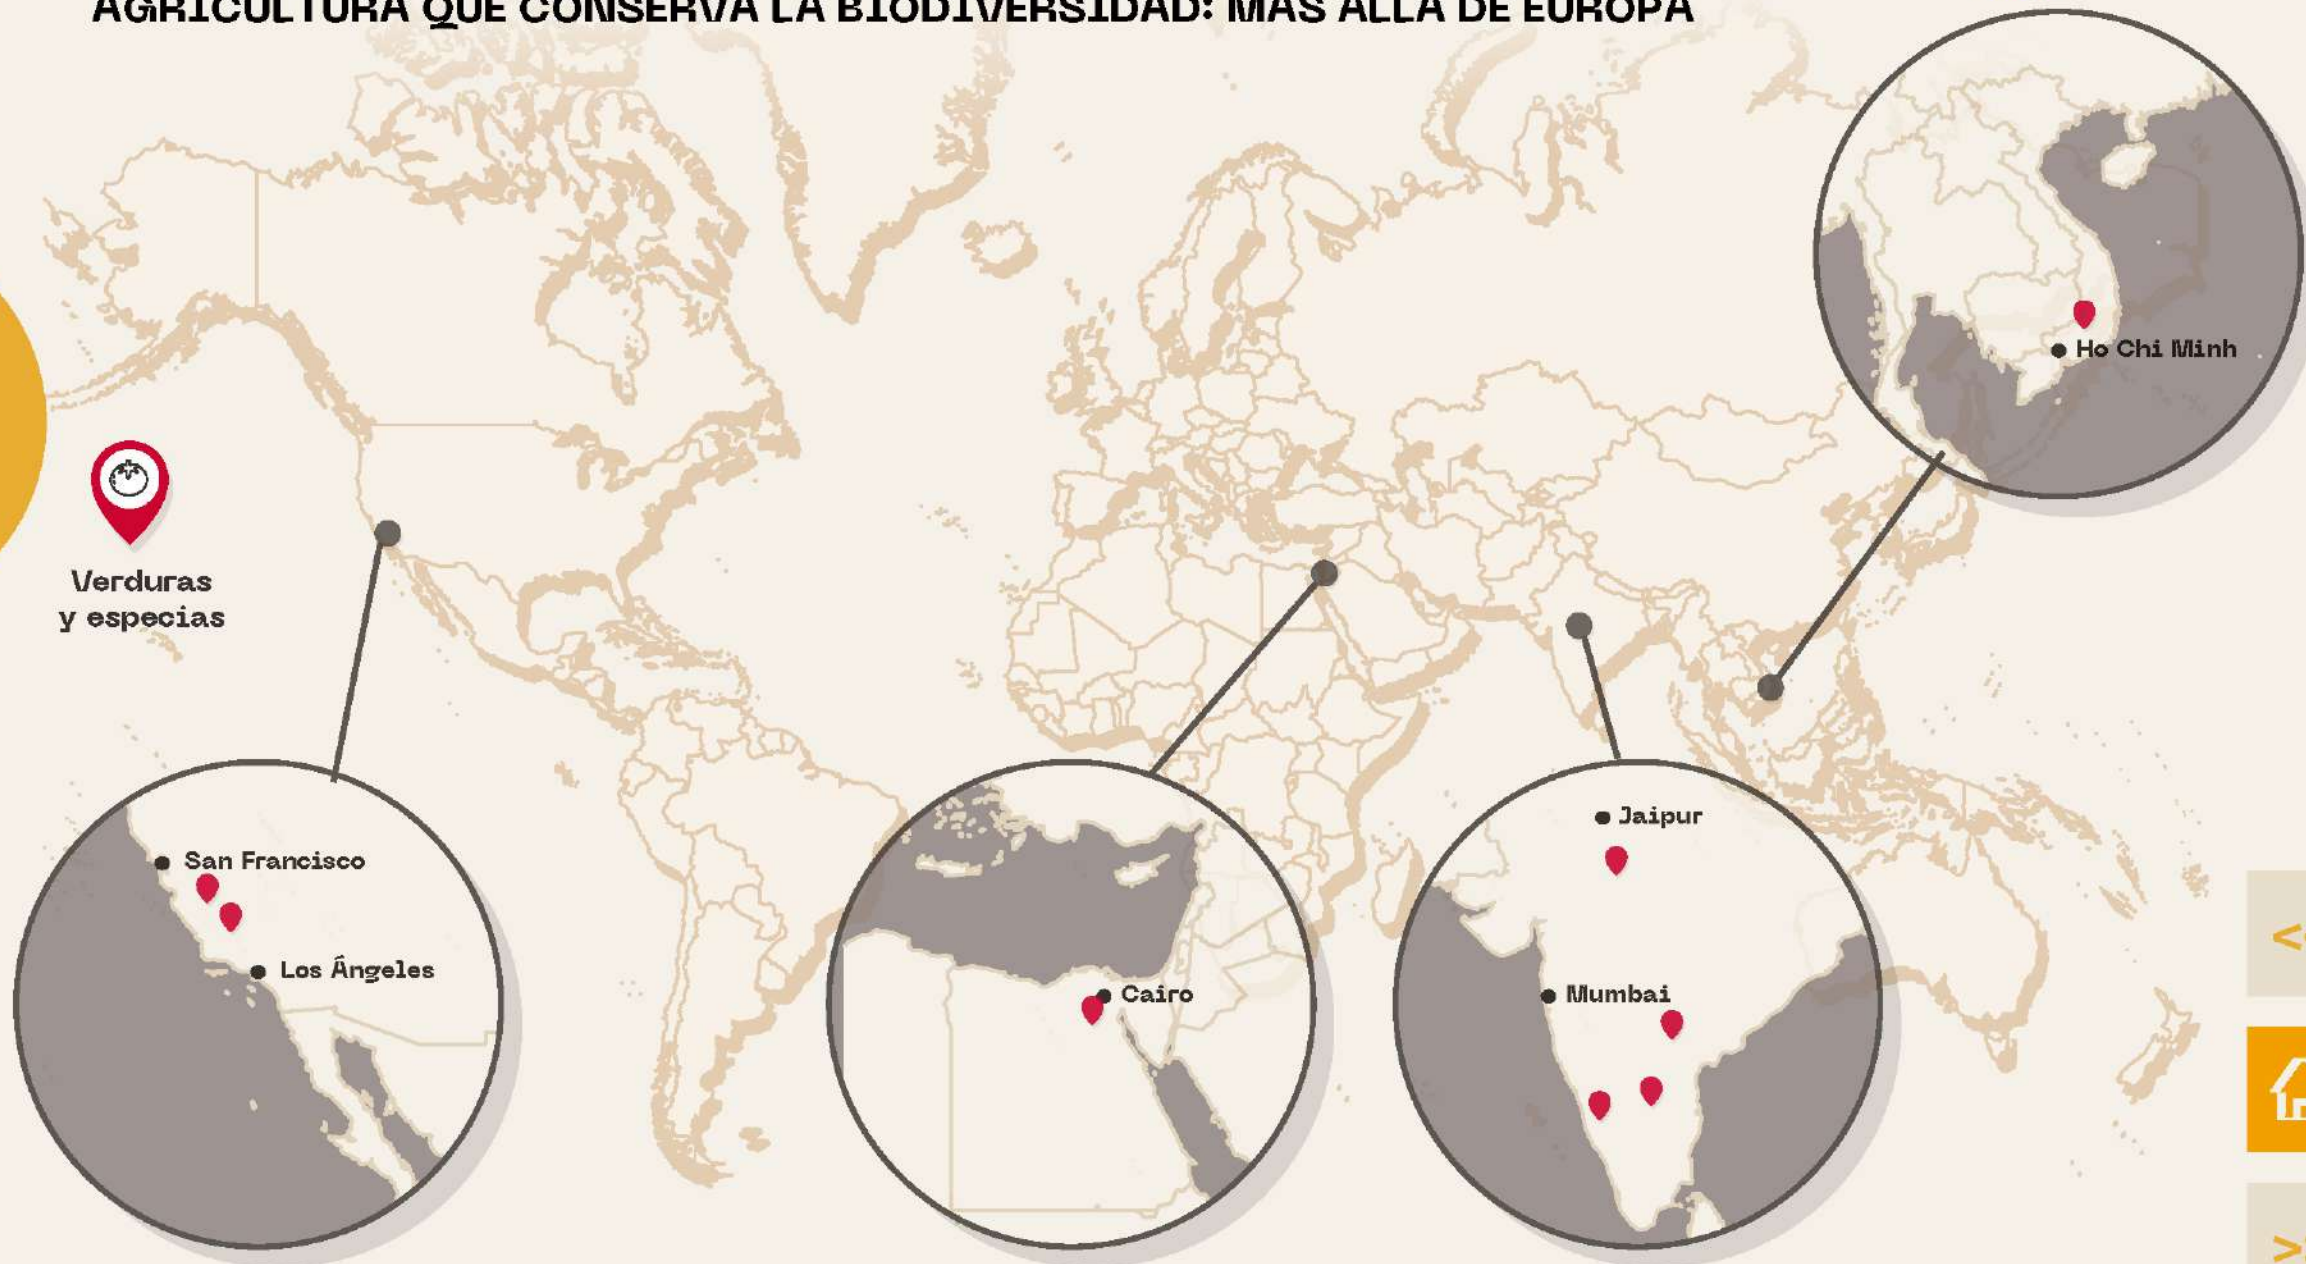 AGRICULTURA QUE CONSERVA LA BIODIVERSIDAD: MÁS ALLÁ DE EUROPA
Ho Chi Minh
Verduras
y especias
San Francisco
Los Ángeles
Cairo
Jaipur
Mumbai